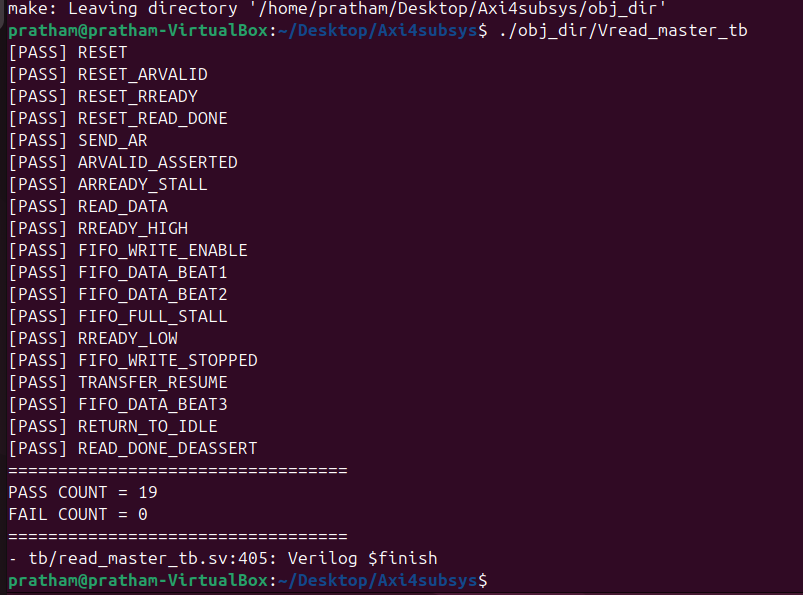 make: Leaving directory '/home/pratham/Desktop/Axi4subsys/obj_dir'
pratham@pratham-VirtualBox:~/Desktop/Axi4subsys$ ./obj_dir/Vread_master_tb
[PASS] RESET
[PASS] RESET_ARVALID
[PASS] RESET_RREADY
[PASS] RESET_READ_DONE
[PASS] SEND_AR
[PASS] ARVALID_ASSERTED
[PASS] ARREADY_STALL
[PASS] READ_DATA
[PASS] RREADY_HIGH
[PASS] FIFO_WRITE_ENABLE
[PASS] FIFO_DATA_BEAT1
[PASS] FIFO_DATA_BEAT2
[PASS] FIFO_FULL_STALL
[PASS] RREADY_LOW
[PASS] FIFO_WRITE_STOPPED
[PASS] TRANSFER_RESUME
[PASS] FIFO_DATA_BEAT3
[PASS] RETURN_TO_IDLE
[PASS] READ_DONE_DEASSERT
==================================
PASS COUNT = 19
FAIL COUNT = 0
==================================
- tb/read_master_tb.sv:405: Verilog $finish
pratham@pratham-VirtualBox:~/Desktop/Axi4subsys$